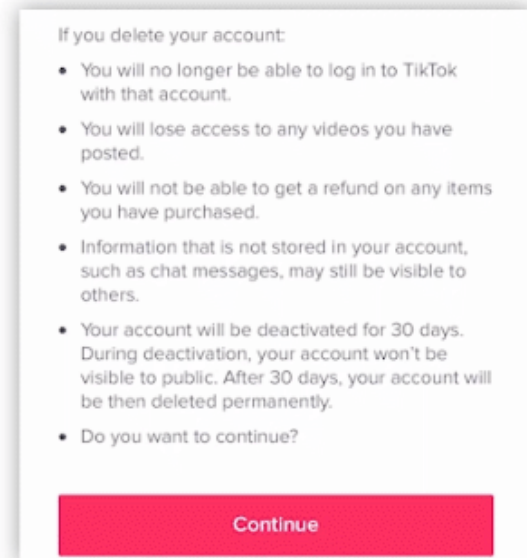 If you delete your account:
• You will no longer be able to log in to TikTok
with that account.
• You will lose access to any videos you have
posted.
• You will not be able to get a refund on any items
you have purchased.
• Information that is not stored in your account,
such as chat messages, may still be visible to
others.
• Your account will be deactivated for 30 days.
During deactivation, your account won't be
visible to public. After 30 days, your account will
be then deleted permanently.
• Do you want to continue?
Continue